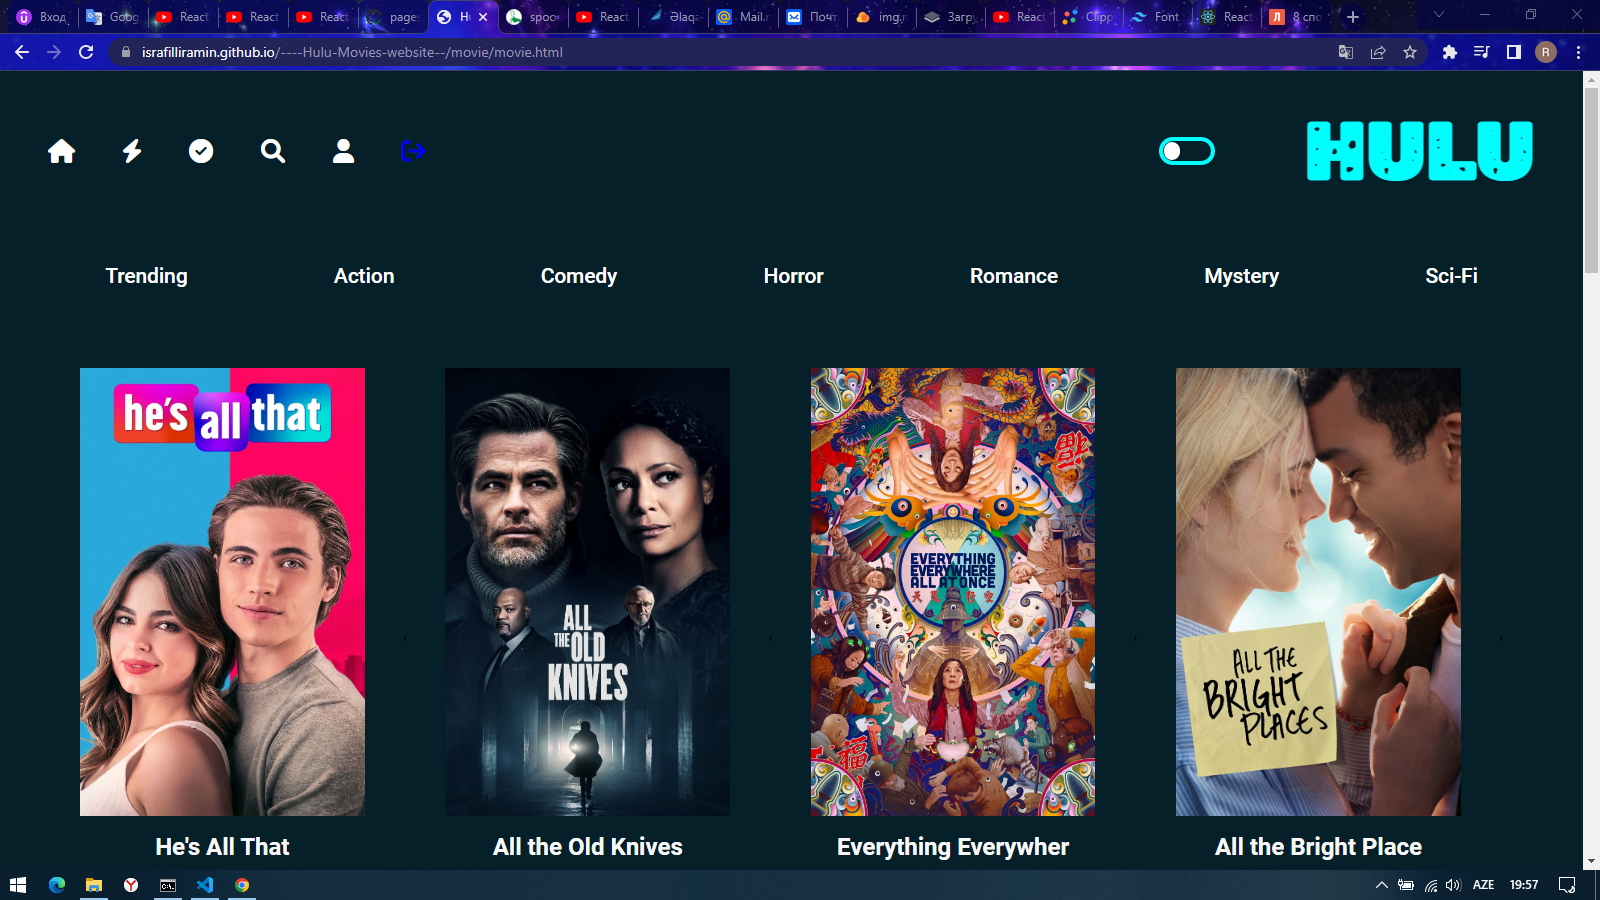 Вход
Goog
React
React
React
page
H
spoo
React
Əlaqa
Mail.r
Почт
img.r
Загру
React
Clipp
Font
React
8 спо
israfilliramin.github.io/----Hulu-Movies-website--/movie/movie.html
R
HULU
Trending
Action
Comedy
Horror
Romance
Mystery
Sci-Fi
he's all that
ALL
THE OLD
KNIVES
EVERYTHING
EVERYWHERE
ALL AT ONCE
福
ALL THE
BRIGHT
PLACES
He's All That
All the Old Knives
Everything Everywher
All the Bright Place
AZE
19:57